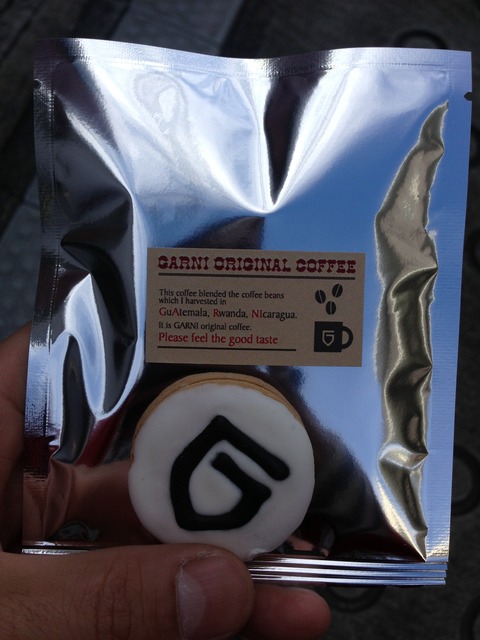 GARNI ORIGINAL COFFEE
This coffee blended the coffee beans
which I harvested in
GuAtemala, Rwanda, NIcaragua.
It is GARNI original coffee.
Please feel the good taste
G
G